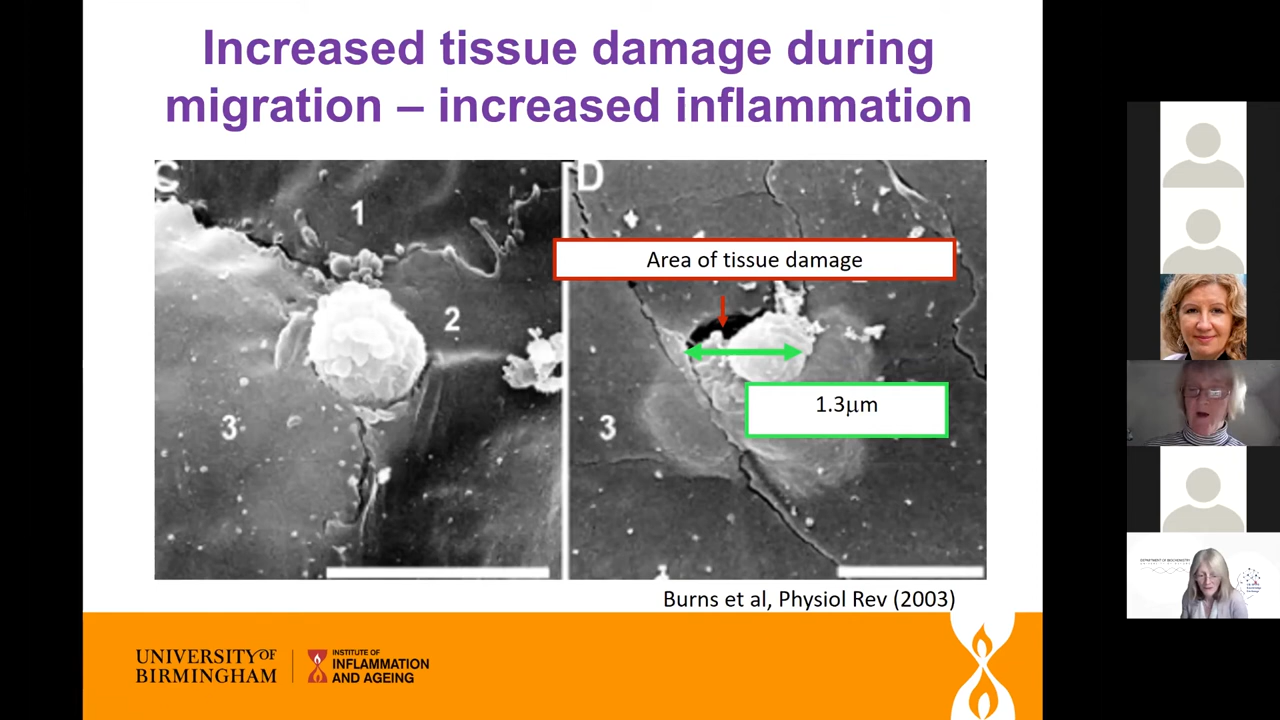 Increased tissue damage during
migration – increased inflammation
C
D
1
2
3
3
Area of tissue damage
1.3μm
Burns et al, Physiol Rev (2003)
UNIVERSITY OF
BIRMINGHAM
INSTITUTE OF
INFLAMMATION
AND AGEING